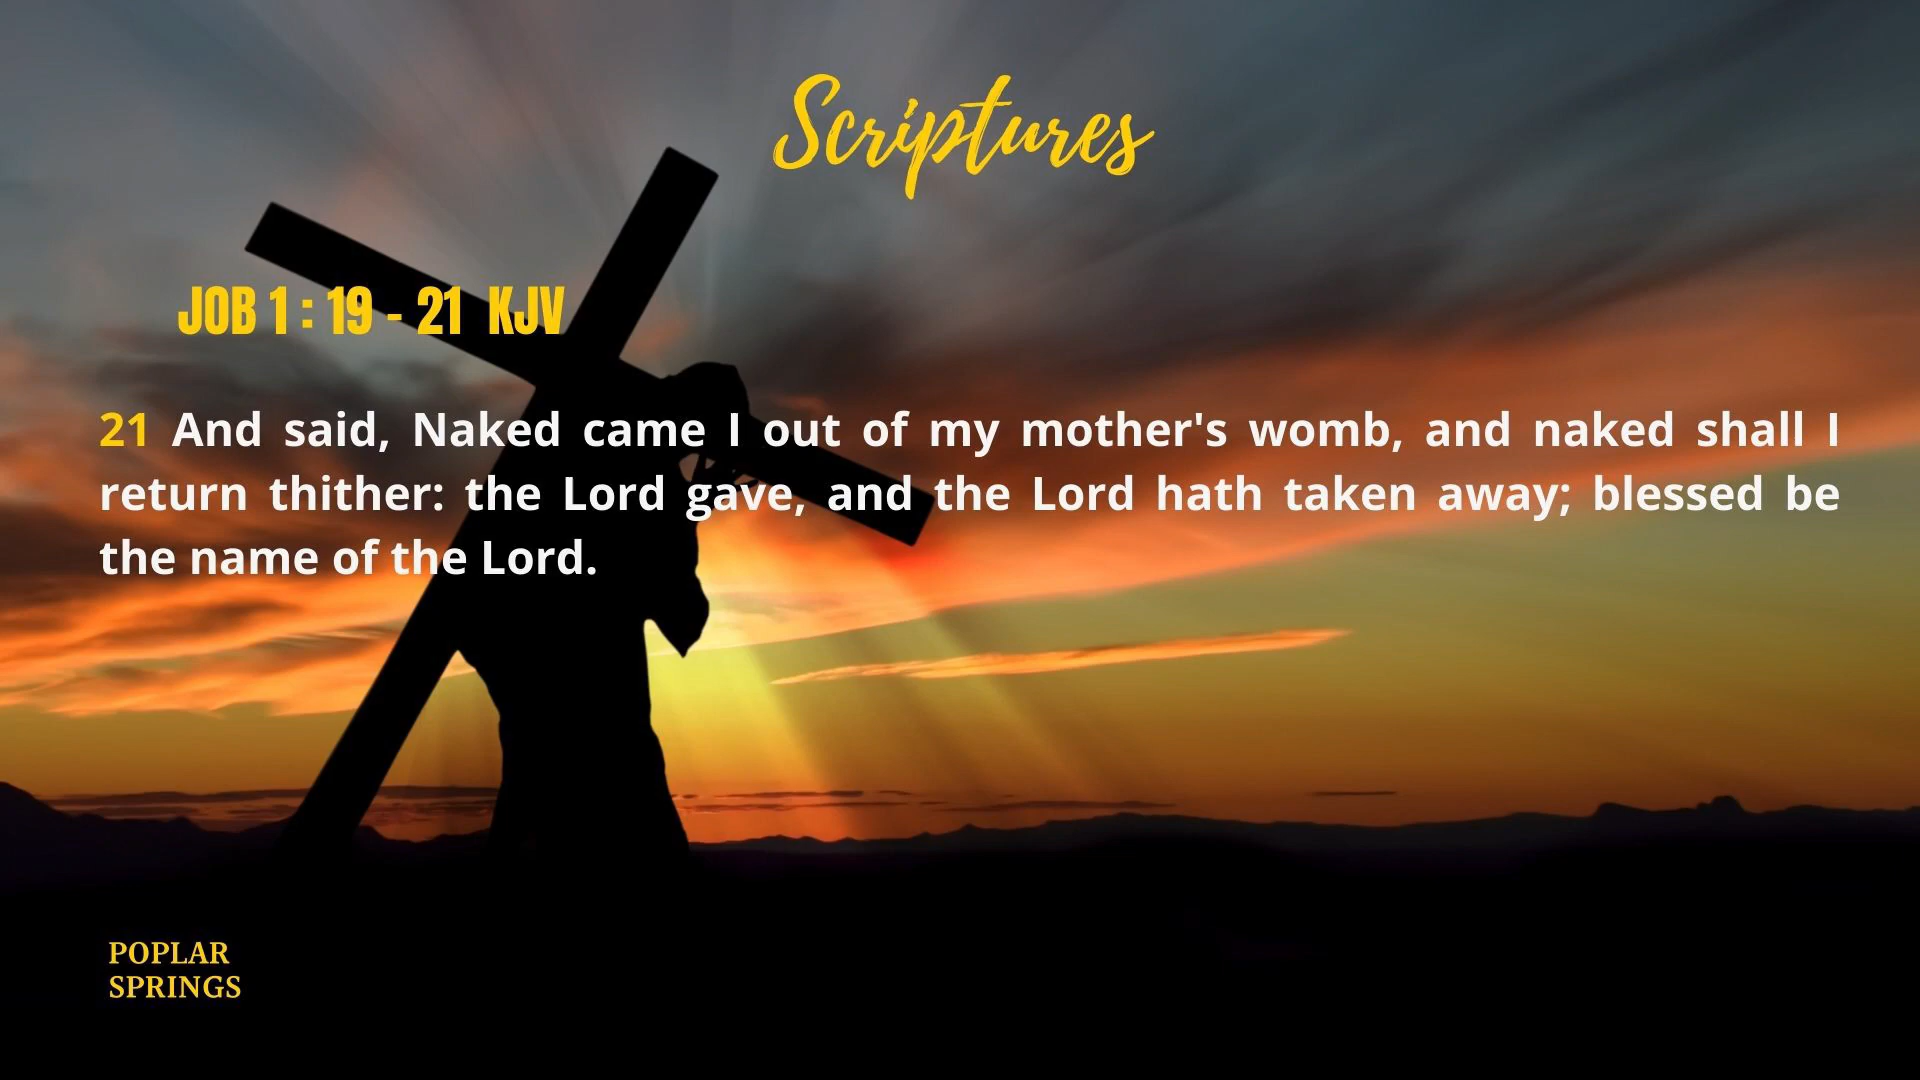 Scriptures
JOB 1 : 19 - 21 KJV
21 And said, Naked came I out of my mother's womb, and naked shall I
return thither: the Lord gave, and the Lord hath taken away; blessed be
the name of the Lord.
POPLAR
SPRINGS